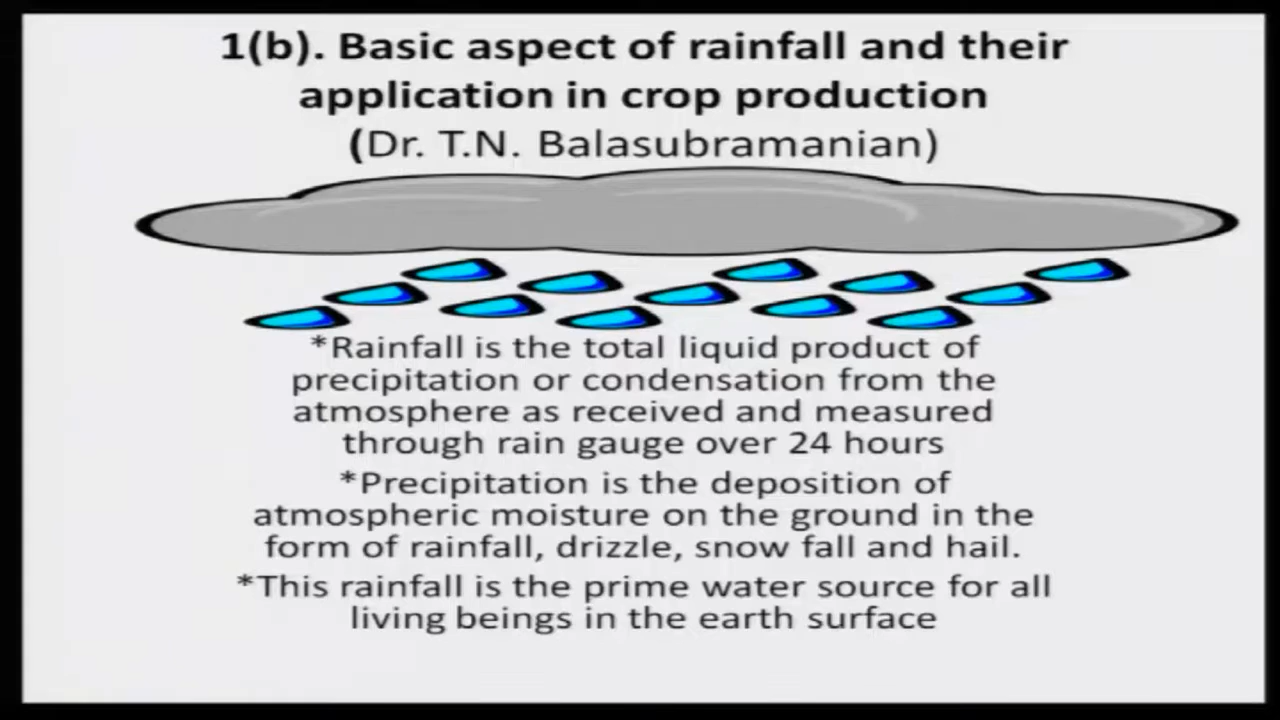 1(b). Basic aspect of rainfall and their
application in crop production
(Dr. T.N. Balasubramanian)
*Rainfall is the total liquid product of
precipitation or condensation from the
atmosphere as received and measured
through rain gauge over 24 hours
*Precipitation is the deposition of
atmospheric moisture on the ground in the
form of rainfall, drizzle, snow fall and hail.
*This rainfall is the prime water source for all
living beings in the earth surface